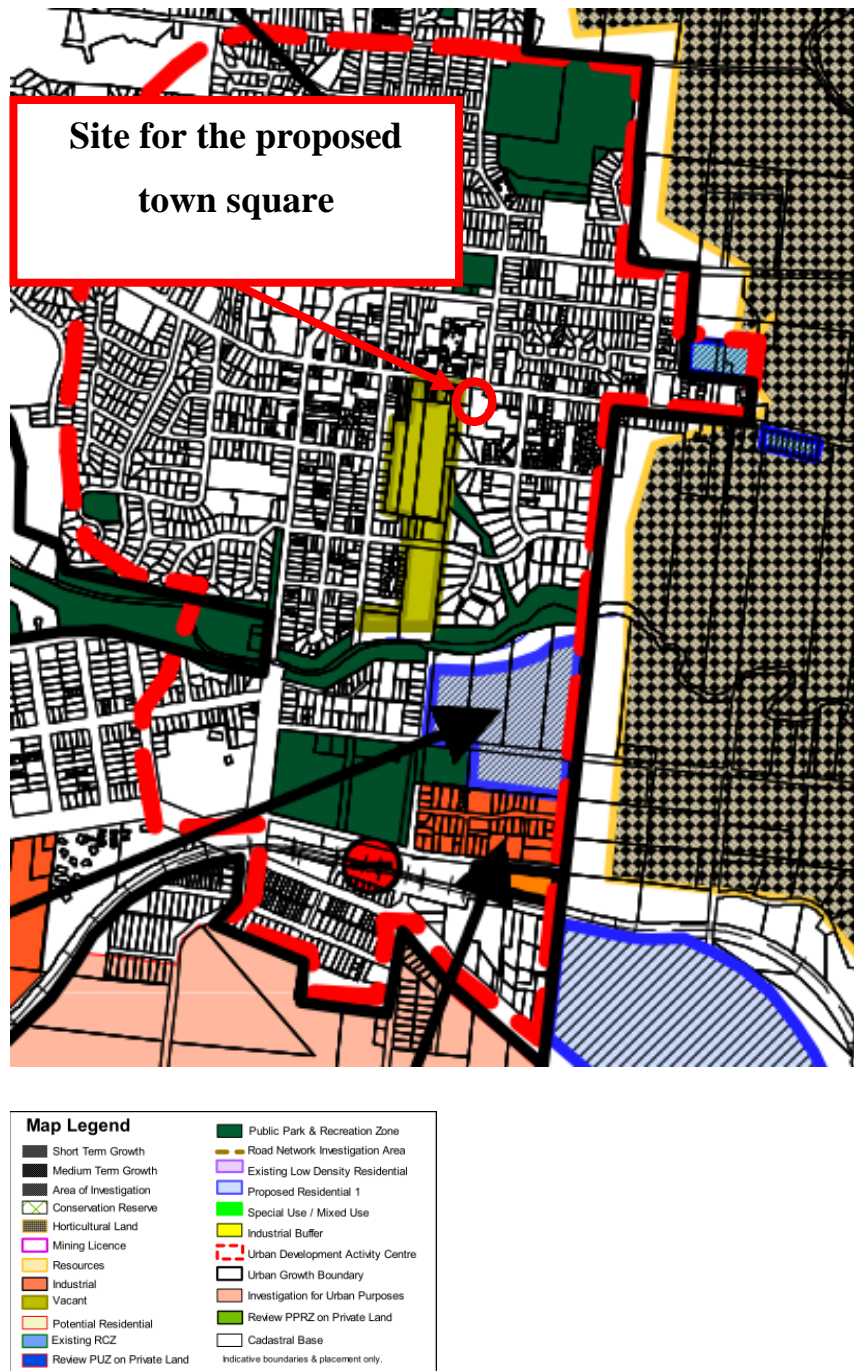 Site for the proposed
town square
Map Legend
Short Term Growth
Medium Term Growth
Area of Investigation
Conservation Reserve
Horticultural Land
Mining Licence
Resources
Industrial
Vacant
Potential Residential
Existing RCZ
Review PUZ on Private Land
Public Park & Recreation Zone
Road Network Investigation Area
Existing Low Density Residential
Proposed Residential 1
Special Use / Mixed Use
Industrial Buffer
Urban Development Activity Centre
Urban Growth Boundary
Investigation for Urban Purposes
Review PPRZ on Private Land
Cadastral Base
Indicative boundaries & placement only.